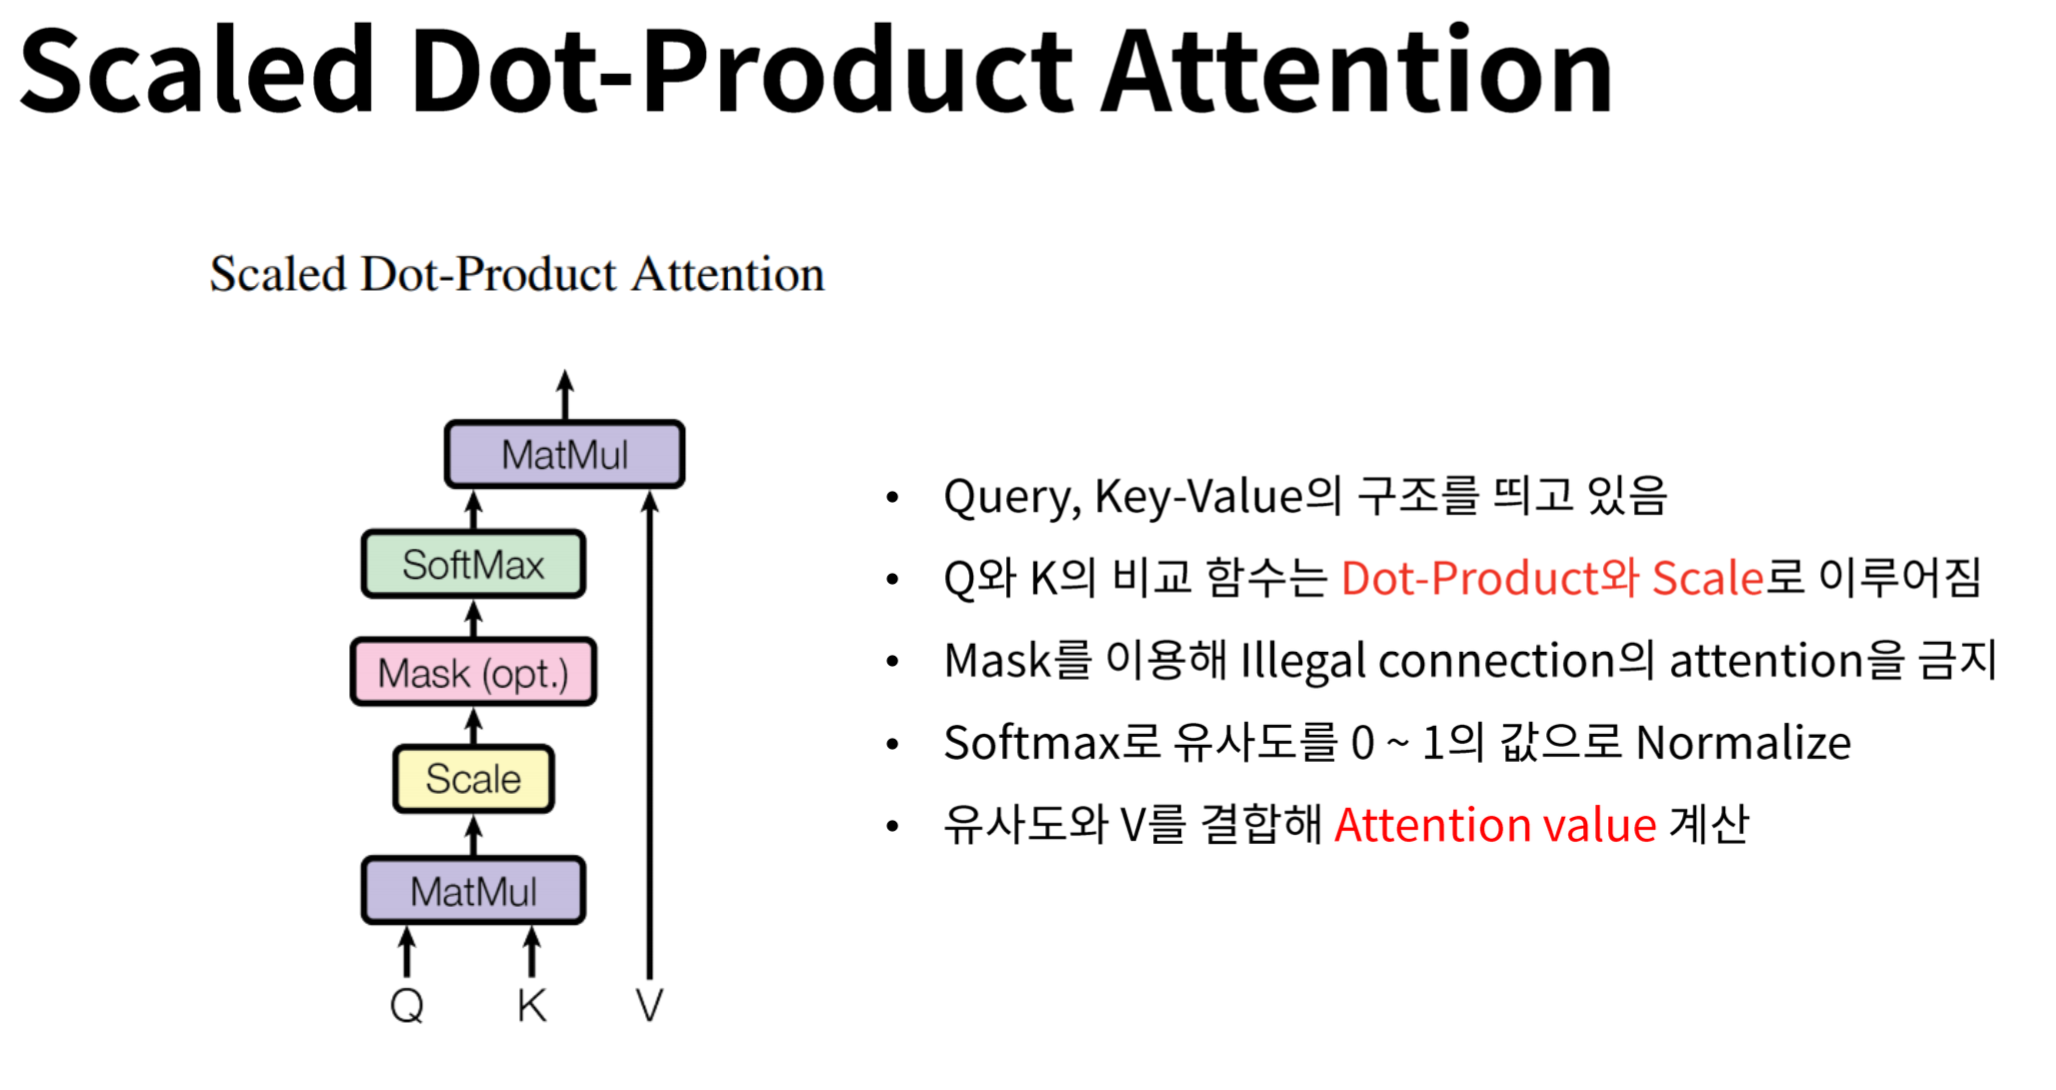 Scaled Dot-Product Attention
Scaled Dot-Product Attention
MatMul
SoftMax
Mask (opt.)
Scale
MatMul
Q K V
• Query, Key-Value의 구조를 띄고 있음
• Q와 K의 비교 함수는 Dot-Product와 Scale로 이루어짐
• Mask를 이용해 Illegal connection의 attention을 금지
• Softmax로 유사도를 0 ~ 1의 값으로 Normalize
• 유사도와 V를 결합해 Attention value 계산